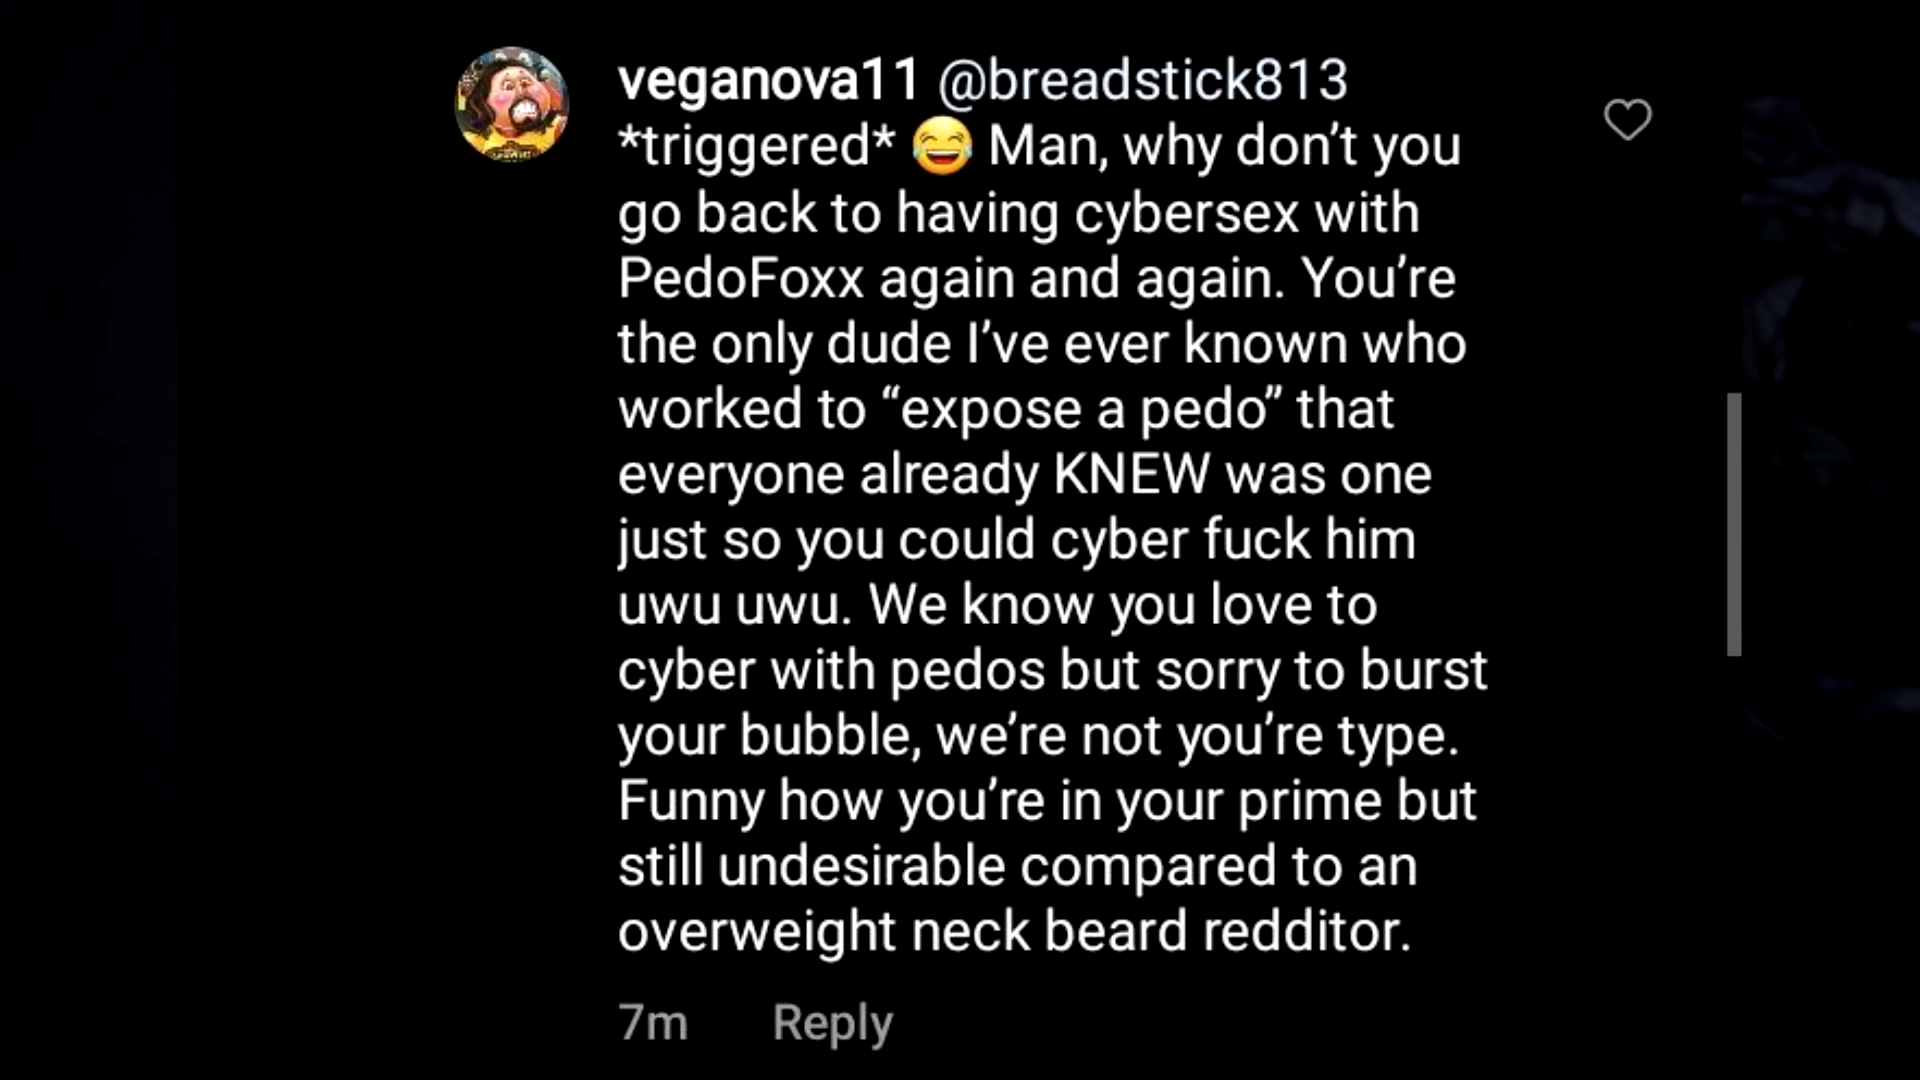 veganova11 @breadstick813
*triggered* 😂 Man, why don't you
go back to having cybersex with
PedoFoxx again and again. You're
the only dude I've ever known who
worked to “expose a pedo” that
everyone already KNEW was one
just so you could cyber fuck him
uwu uwu. We know you love to
cyber with pedos but sorry to burst
your bubble, we're not you're type.
Funny how you're in your prime but
still undesirable compared to an
overweight neck beard redditor.
7m Reply